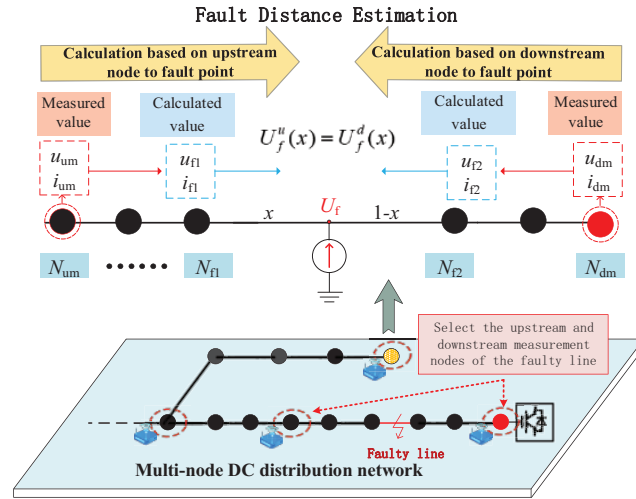 Fault Distance Estimation
Calculation based on upstream
node to fault point
Calculation based on downstream
node to fault point
Measured
value
Calculated
value
Calculated
value
Measured
value
U_f^u(x) = U_f^d(x)
u_um
i_um
u_f1
i_f1
u_f2
i_f2
u_dm
i_dm
x
U_f
1-x
N_um
••••••
N_f1
N_f2
N_dm
Select the upstream and
downstream measurement
nodes of the faulty line
Faulty line
Multi-node DC distribution network